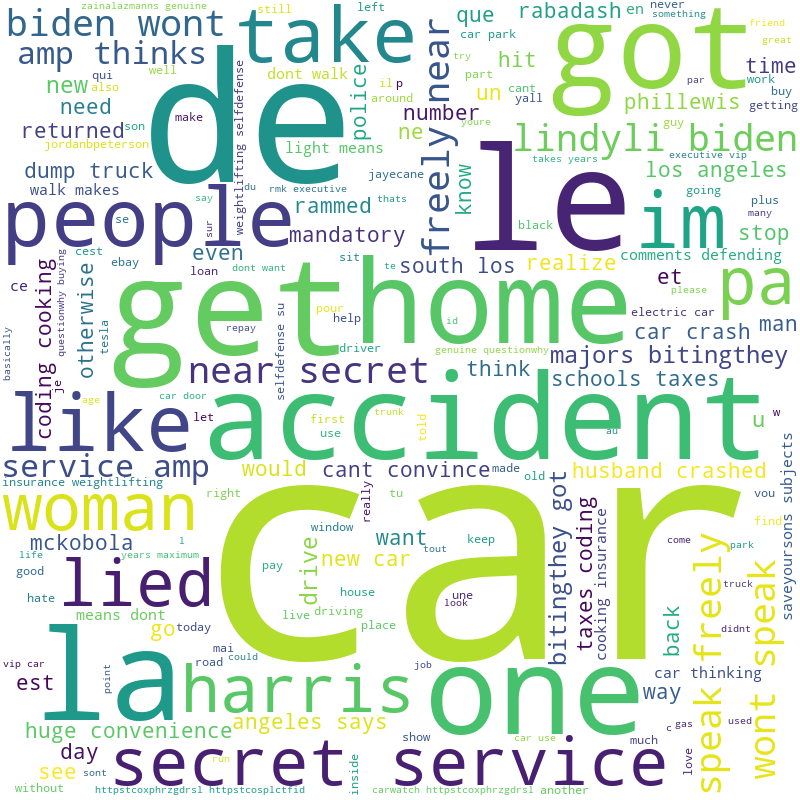 zainalazmanns genuine
still
left
que
rabadash
en
never
something
friend
great
biden wont
take
got
amp thinks
de
dont walk
car park
hit
try
part
cant
yall
par
work
time
buy
getting
new
qui
well
also
il
p
around
un
phillewis
need
make
police
number
returned
son
jordanbpeterson
weightlifting selfdefense
light means
ne
freely near
youre
guy
lindyli biden
dump truck
walk makes
say
du
rmk executive
jayecane
thats
know
le
takes years
executive vip
los angeles
going
people
se
sur
rammed
mandatory
black
im
plus
many
stop
even
cest
ebay
loan
dont want
sit
te
south los
realize
comments defending
et
ce
questionwhy buying
otherwise
tesla
coding cooking
je
basically
get
home
pa
selfdefense su
pour
help
id
electric car
please
car crash
man
repay
driver
genuine questionwhy
near secret
think
majors bitingthey
schools taxes
age
car door
let
first
use
trunk
told
like
accident
au
u
w
service amp
would
cant convince
made
old
husband crashed
insurance weightlifting
right
tu
really
woman
car
window
want
keep
bitingthey got
taxes coding
cooking insurance
vou
find
saveyoursons subjects
mckobola
l
life
years maximum
good
hate
drive
new car
tout
come
park
lied
pay
house
une
look
truck
speak freely
wont speak
means dont
live
driving
place
didnt
go
today
mai
road
could
back
la
harris
one
vip car
est
point
job
car thinking
way
huge convenience
angeles says
c
gas
used
day
see
sont
run
show
car use
much
love
secret service
inside
without
httpstcoxphrzgdrsl httpstcosplctfid
carwatch httpstcoxphrzgdrsl
another